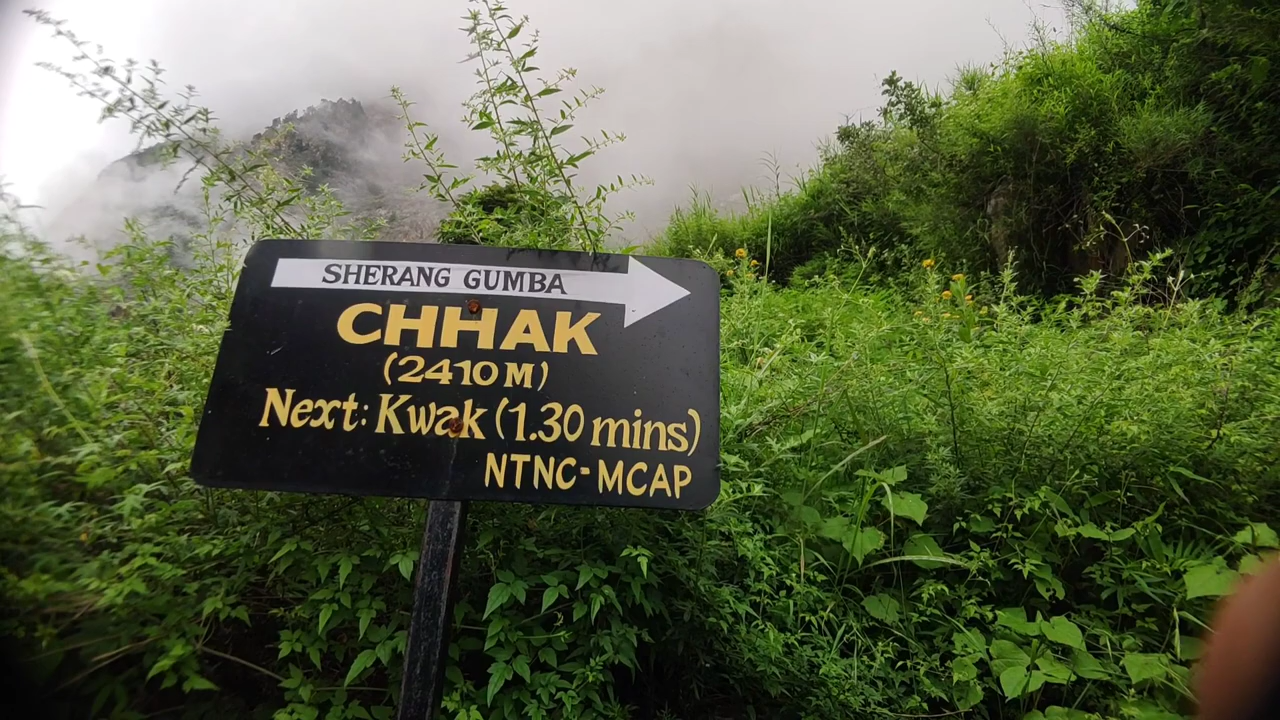 SHERANG GUMBA
CHHAK
(2410 M)
Next: Kwak (1.30 mins)
NTNC-MCAP